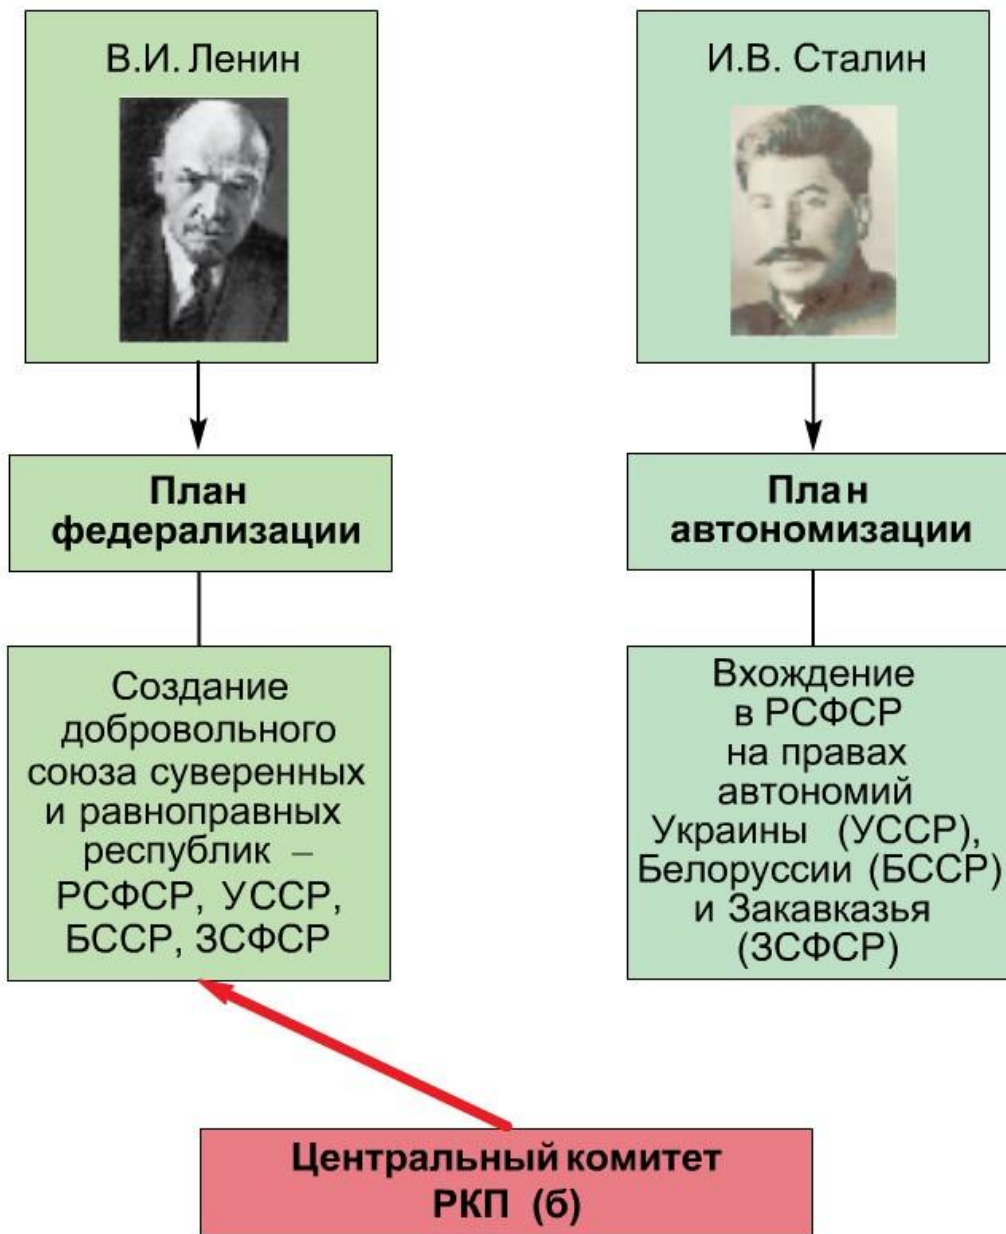 В.И. Ленин
План
федерализации
Создание
добровольного
союза суверенных
и равноправных
республик –
РСФСР, УССР,
БССР, ЗСФСР
И.В. Сталин
План
автономизации
Вхождение
в РСФСР
на правах
автономий
Украины (УССР),
Белоруссии (БССР)
и Закавказья
(ЗСФСР)
Центральный комитет
РКП (б)